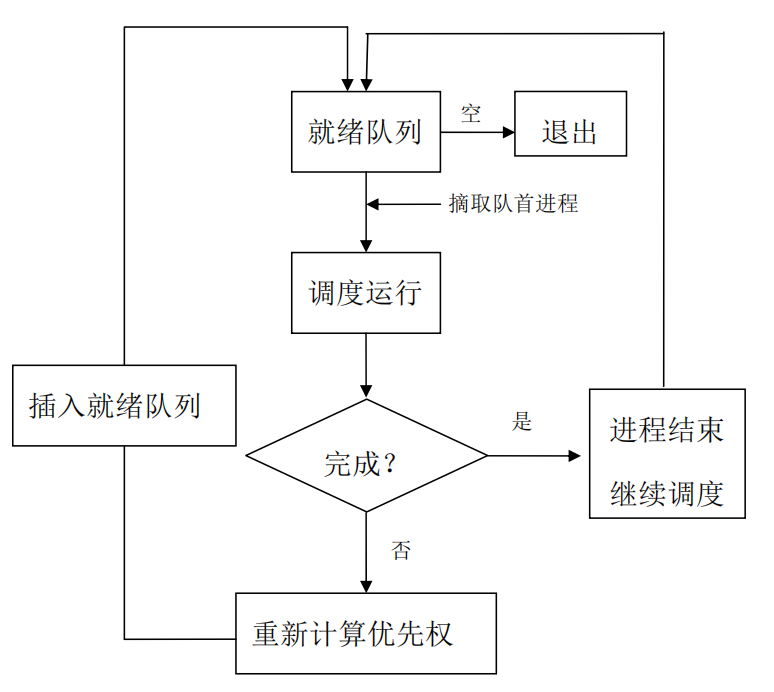 就绪队列
空
退出
摘取队首进程
调度运行
插入就绪队列
完成？
是
进程结束
继续调度
否
重新计算优先权